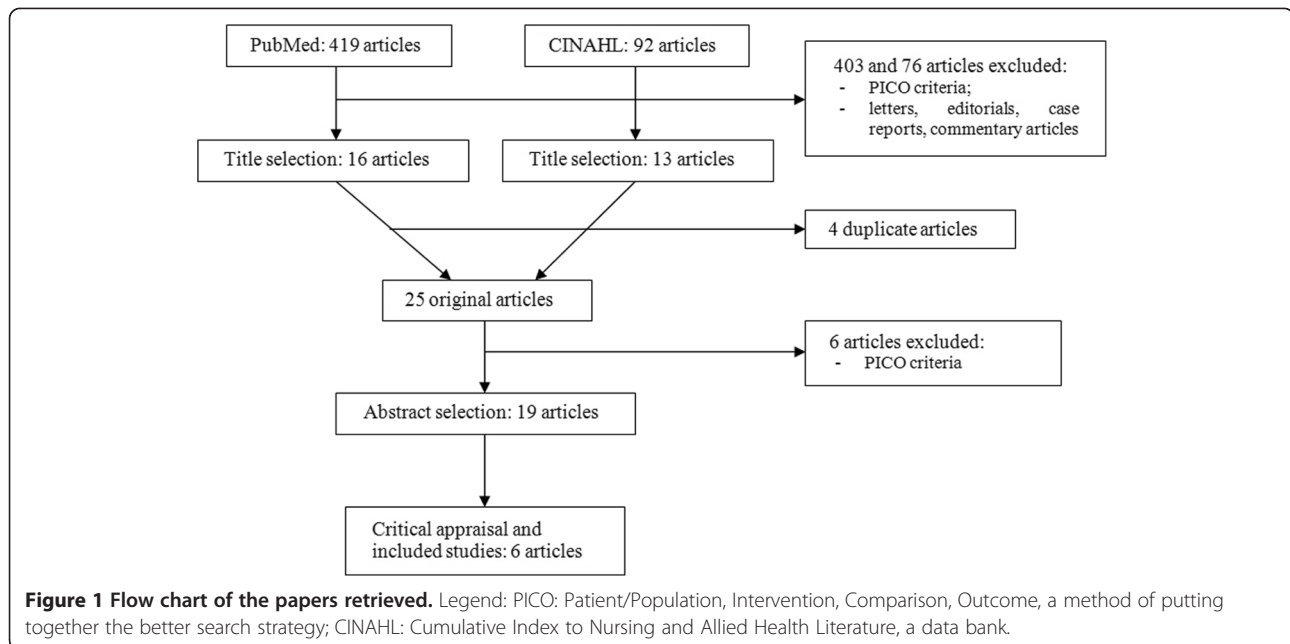 PubMed: 419 articles
CINAHL: 92 articles
403 and 76 articles excluded:
- PICO criteria;
- letters, editorials, case
reports, commentary articles
Title selection: 16 articles
Title selection: 13 articles
4 duplicate articles
25 original articles
6 articles excluded:
- PICO criteria
Abstract selection: 19 articles
Critical appraisal and
included studies: 6 articles
Figure 1 Flow chart of the papers retrieved. Legend: PICO: Patient/Population, Intervention, Comparison, Outcome, a method of putting
together the better search strategy; CINAHL: Cumulative Index to Nursing and Allied Health Literature, a data bank.